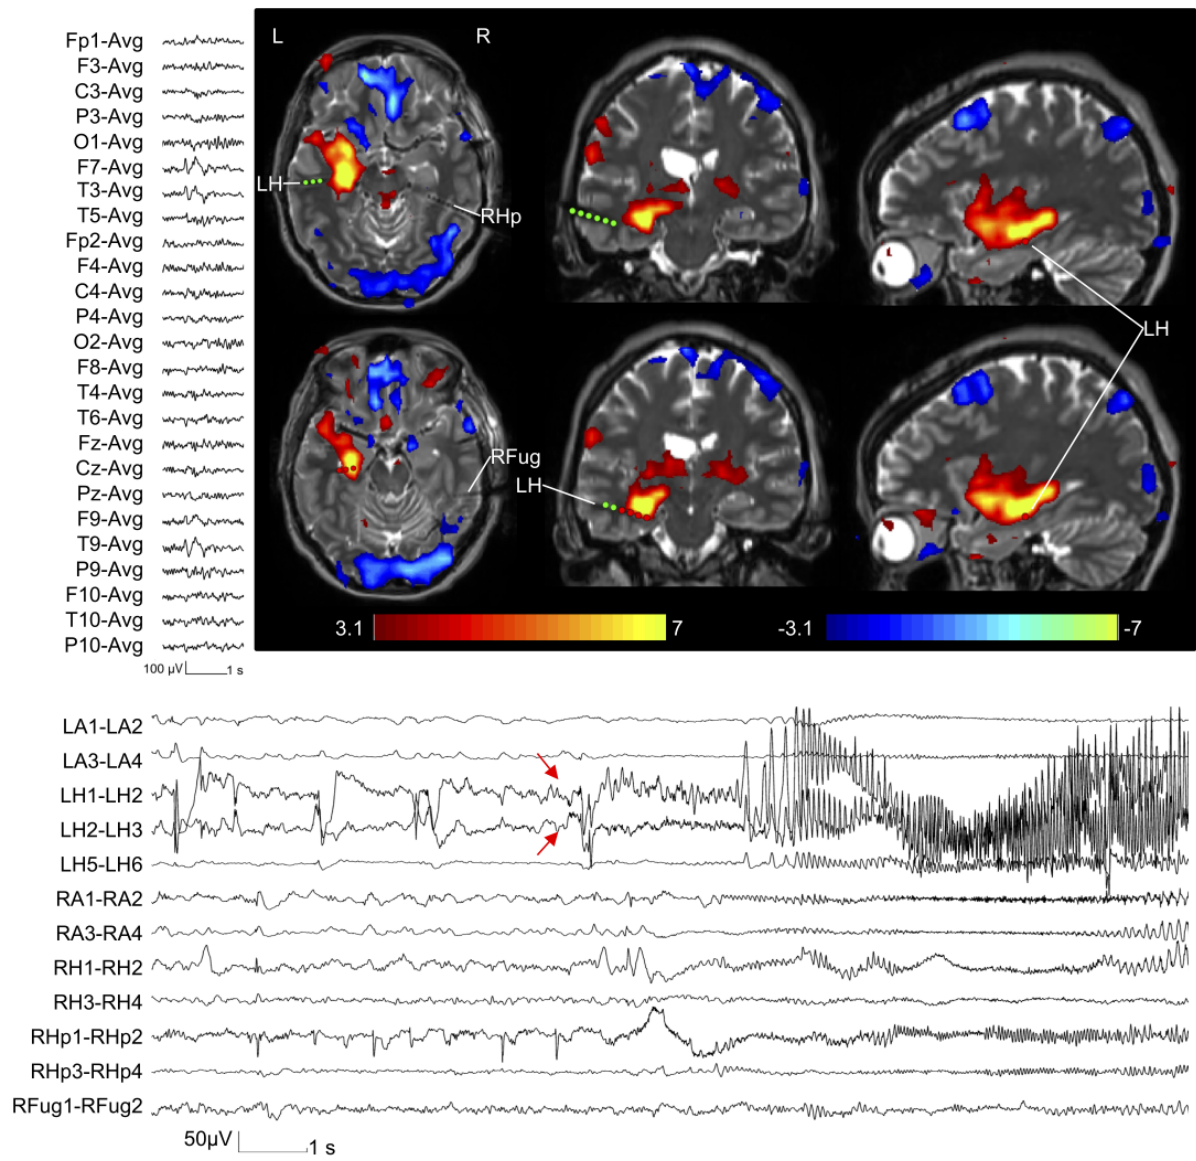 Fp1-Avg
F3-Avg
C3-Avg
P3-Avg
O1-Avg
F7-Avg
T3-Avg
T5-Avg
Fp2-Avg
F4-Avg
C4-Avg
P4-Avg
O2-Avg
F8-Avg
T4-Avg
T6-Avg
Fz-Avg
Cz-Avg
Pz-Avg
F9-Avg
T9-Avg
P9-Avg
F10-Avg
T10-Avg
P10-Avg
100 µV 1 s
L R
LH
RHp
LH
RFug
LH
3.1 7 -3.1 -7
LA1-LA2
LA3-LA4
LH1-LH2
LH2-LH3
LH5-LH6
RA1-RA2
RA3-RA4
RH1-RH2
RH3-RH4
RHp1-RHp2
RHp3-RHp4
RFug1-RFug2
50µV 1 s